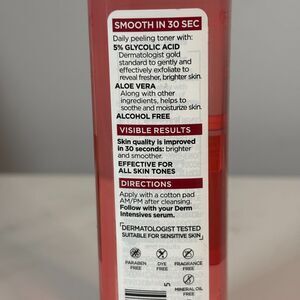 SMOOTH IN 30 SEC
Daily peeling toner with:
5% GLYCOLIC ACID
Dermatologist gold
standard to gently and
effectively exfoliate to
reveal fresher, brighter skin.
ALOE VERA
Along with other
ingredients, helps to
soothe and moisturize skin.
ALCOHOL FREE
VISIBLE RESULTS
Skin quality is improved
in 30 seconds: brighter
and smoother.
EFFECTIVE FOR
ALL SKIN TONES
DIRECTIONS
Apply with a cotton pad
AM/PM after cleansing.
Follow with your Derm
Intensives serum.
DERMATOLOGIST TESTED
SUITABLE FOR SENSITIVE SKIN
PARABEN FREE
DYE FREE
FRAGRANCE FREE
MINERAL OIL FREE
5